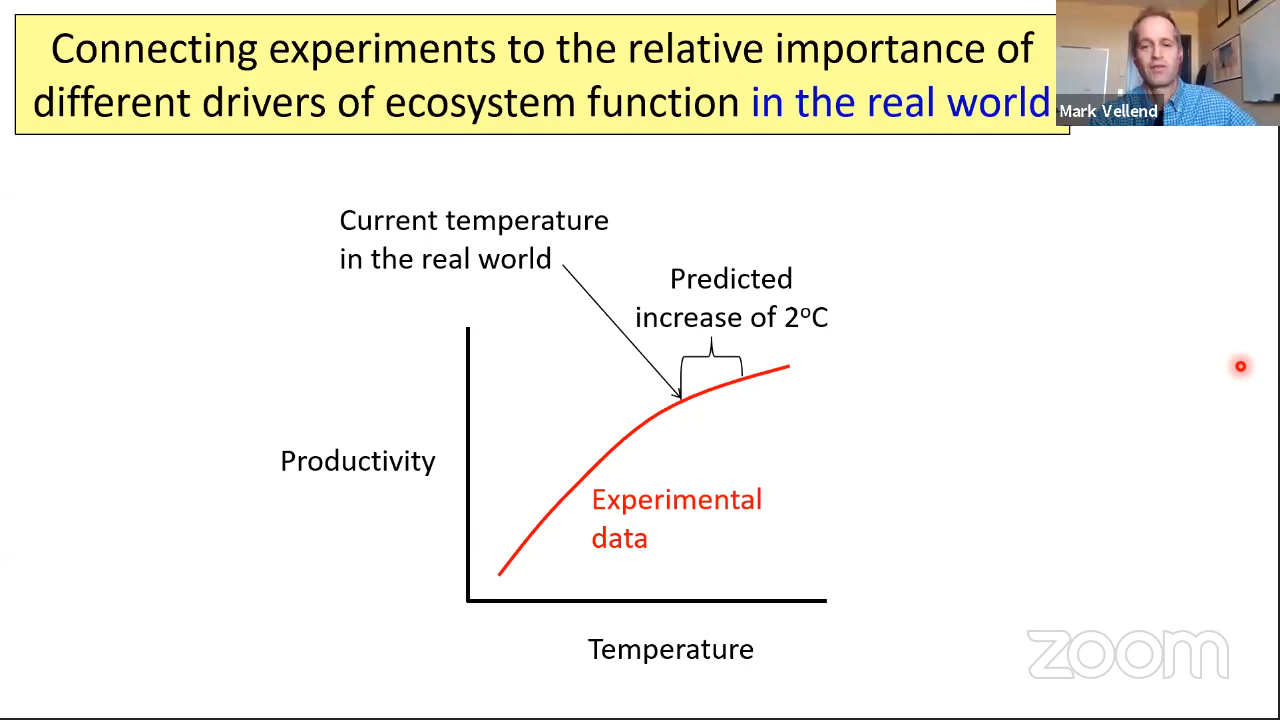 Connecting experiments to the relative importance of
different drivers of ecosystem function in the real world
Mark Vellend
Current temperature
in the real world
Predicted
increase of 2°C
Productivity
Experimental
data
Temperature
zoom